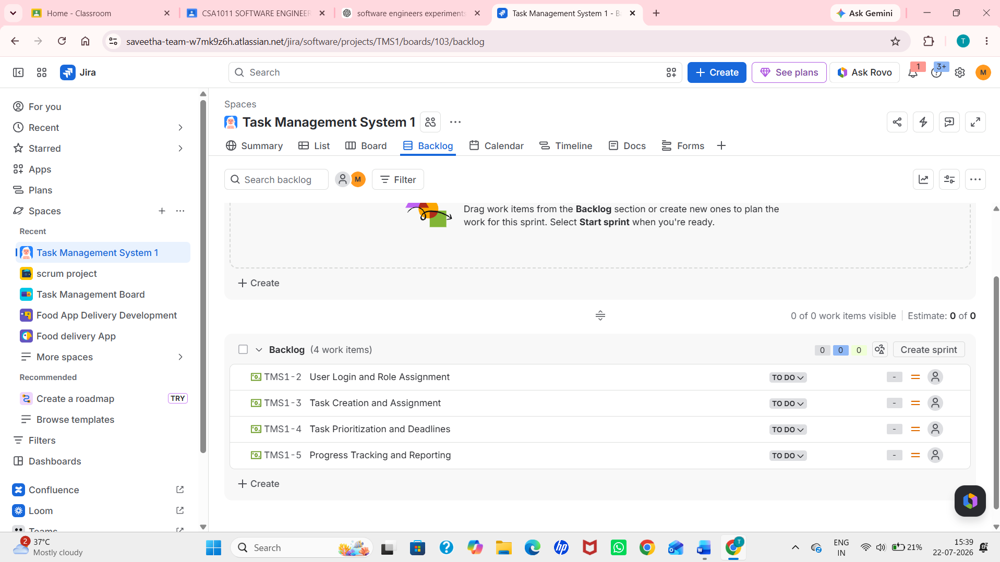 Home - Classroom
CSA1011 SOFTWARE ENGINEER
software engineers experiments
Task Management System 1 - B
Ask Gemini
saveetha-team-w7mk9z6h.atlassian.net/jira/software/projects/TMS1/boards/103/backlog
T
Jira
Search
Create
See plans
Ask Rovo
1
3+
M
For you
Recent
Starred
Apps
Plans
Spaces
Recent
Task Management System 1
scrum project
Task Management Board
Food App Delivery Development
Food delivery App
More spaces
Recommended
Create a roadmap
TRY
Browse templates
Filters
Dashboards
Confluence
Loom
Teams
Spaces
Task Management System 1
Summary
List
Board
Backlog
Calendar
Timeline
Docs
Forms
Search backlog
M
Filter
Drag work items from the Backlog section or create new ones to plan the
work for this sprint. Select Start sprint when you're ready.
Create
0 of 0 work items visible
Estimate: 0 of 0
Backlog (4 work items)
0 0 0
Create sprint
TMS1-2 User Login and Role Assignment TO DO -
TMS1-3 Task Creation and Assignment TO DO -
TMS1-4 Task Prioritization and Deadlines TO DO -
TMS1-5 Progress Tracking and Reporting TO DO -
Create
2
37°C
Mostly cloudy
Search
T
ENG
IN
21%
15:39
22-07-2026